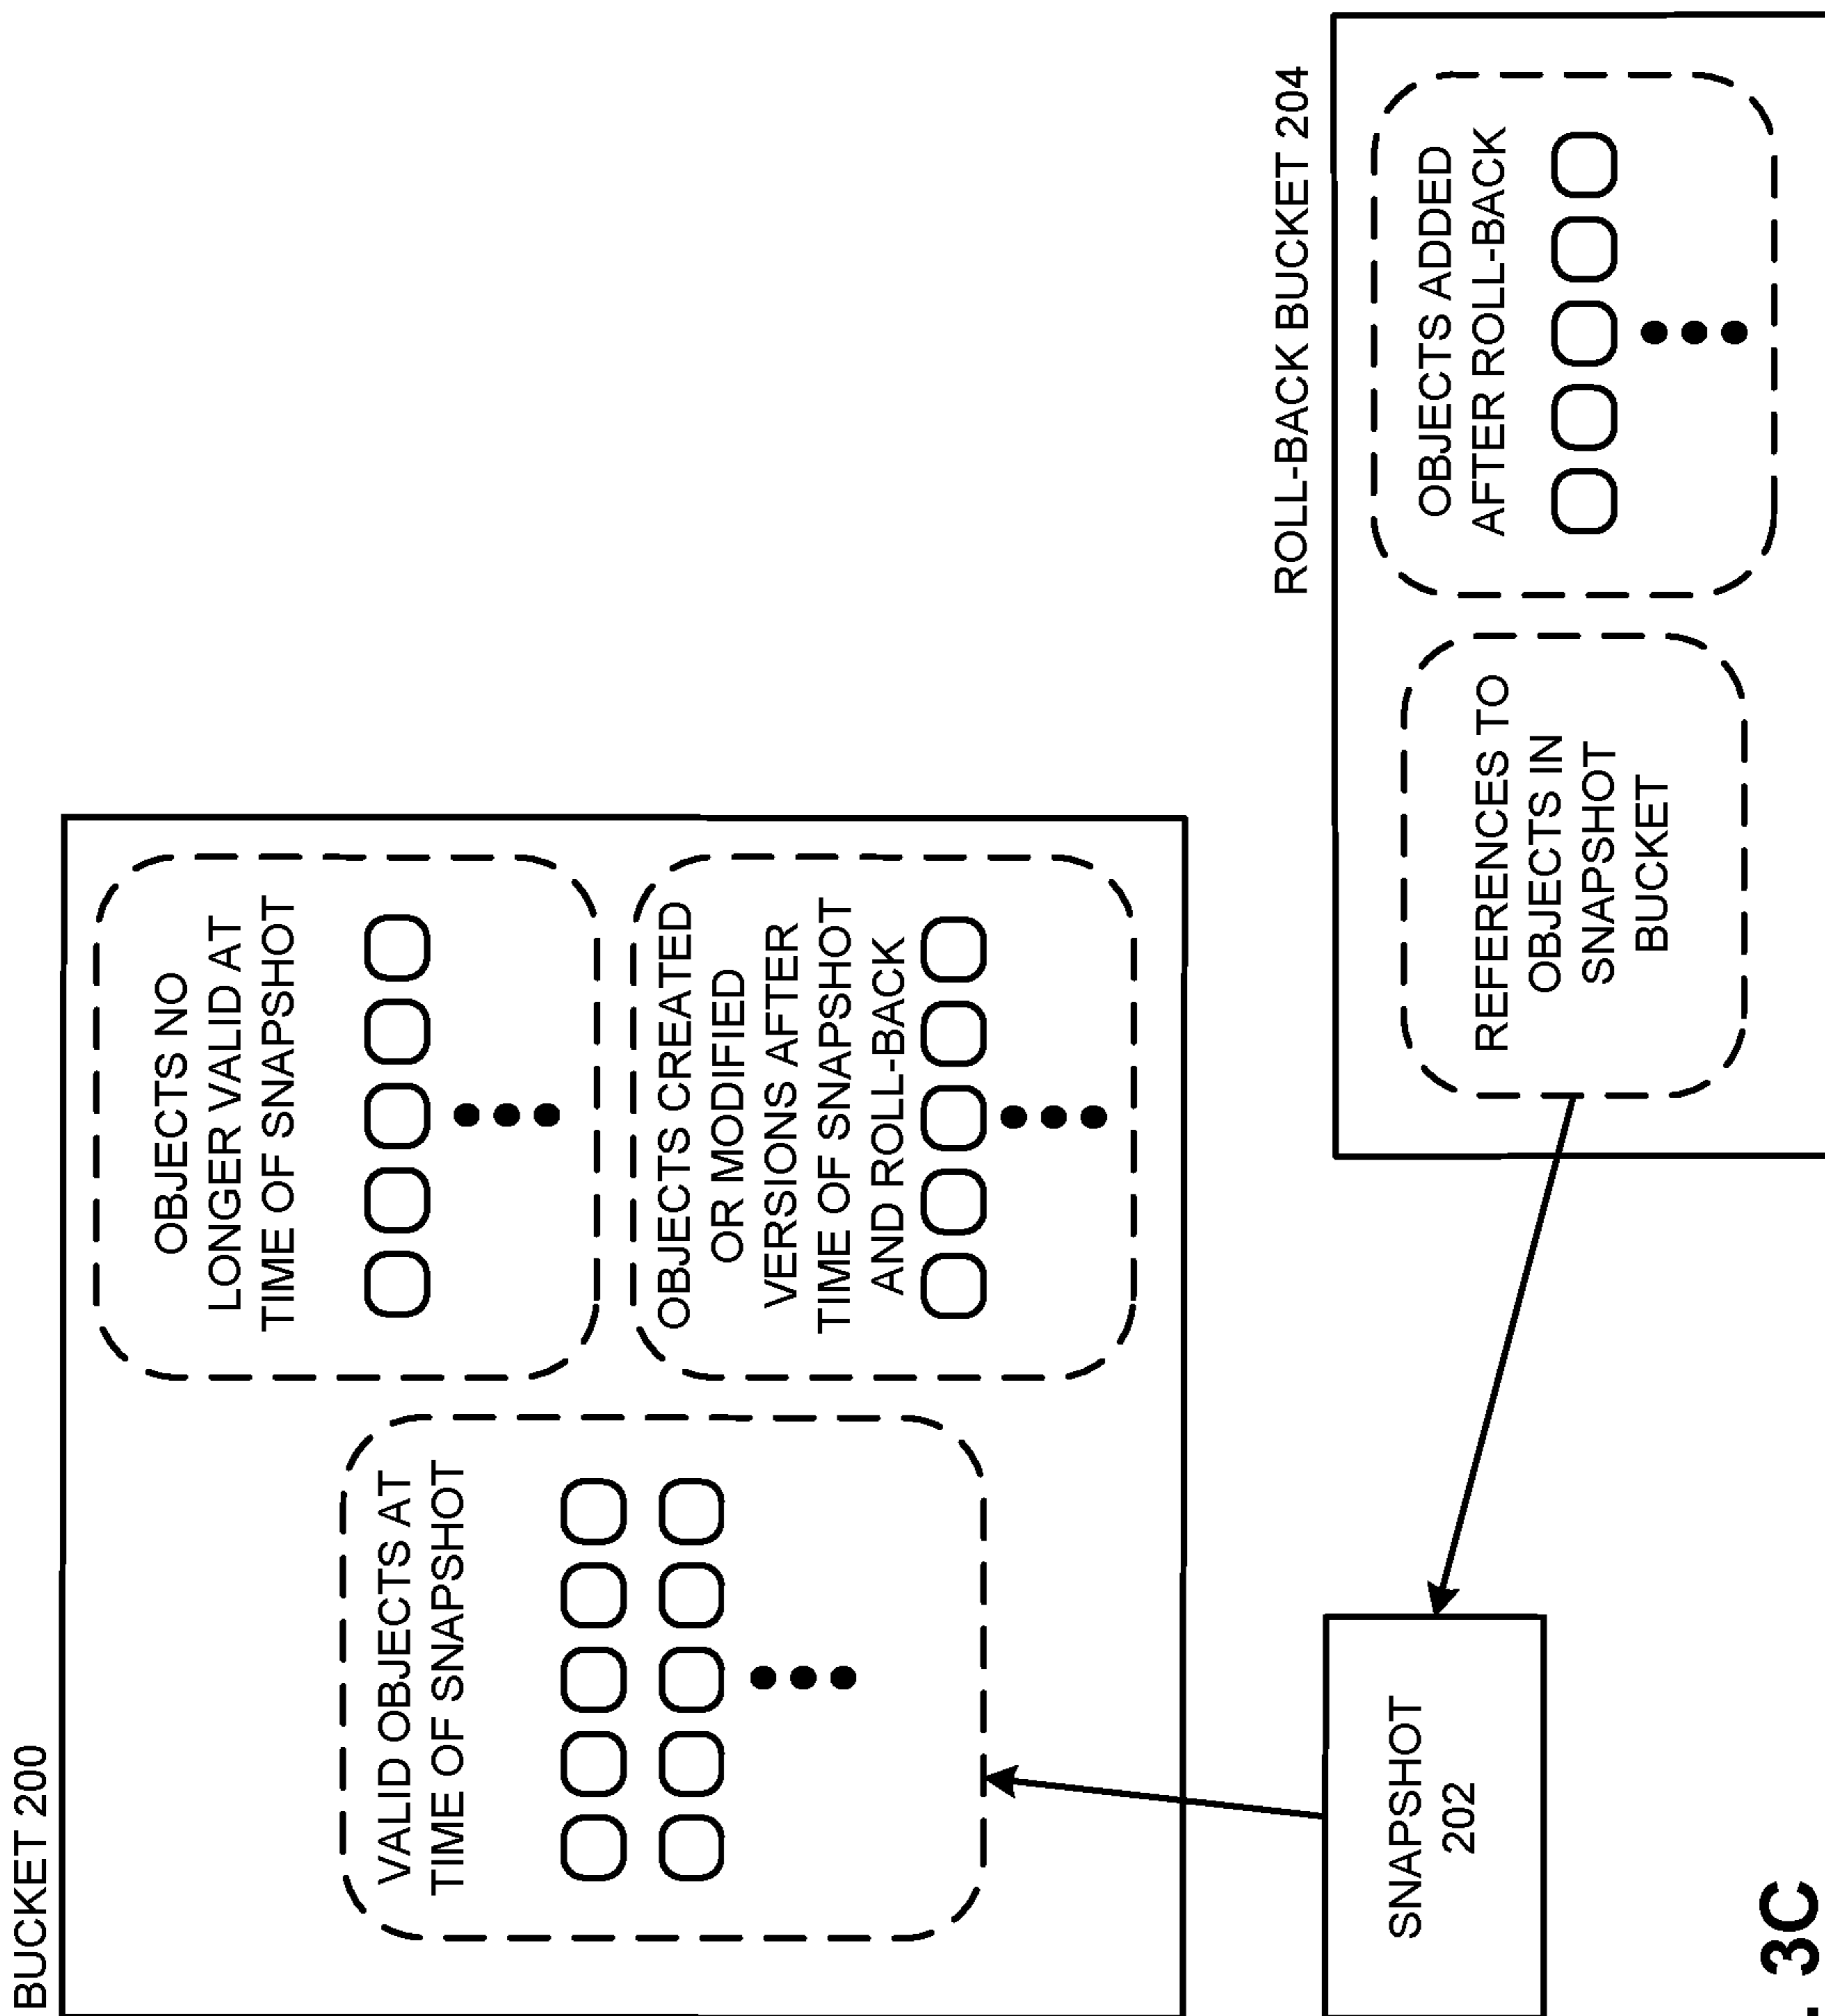 BUCKET 200
VALID OBJECTS AT
TIME OF SNAPSHOT
OBJECTS NO
LONGER VALID AT
TIME OF SNAPSHOT
OBJECTS CREATED
OR MODIFIED
VERSIONS AFTER
TIME OF SNAPSHOT
AND ROLL-BACK
SNAPSHOT
202
ROLL-BACK BUCKET 204
REFERENCES TO
OBJECTS IN
SNAPSHOT
BUCKET
OBJECTS ADDED
AFTER ROLL-BACK
. 3C